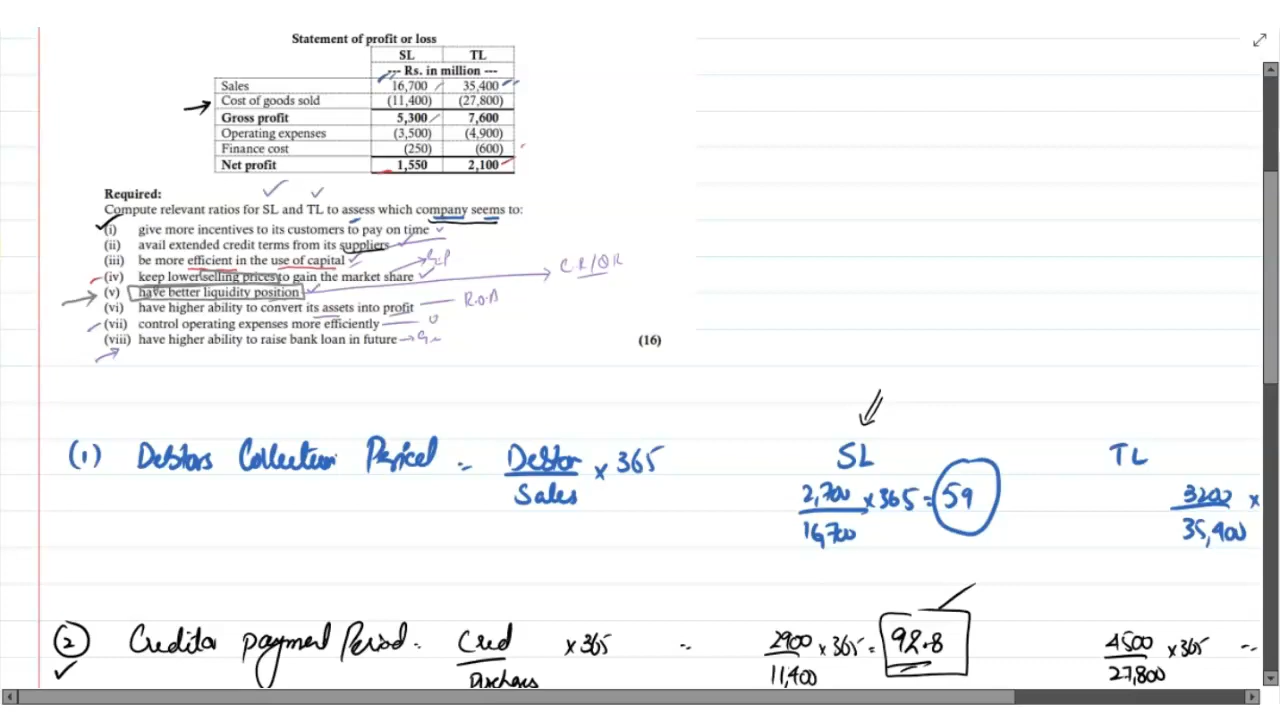 Statement of profit or loss
SL TL
--- Rs. in million ---
Sales 16,700 35,400
Cost of goods sold (11,400) (27,800)
Gross profit 5,300 7,600
Operating expenses (3,500) (4,900)
Finance cost (250) (600)
Net profit 1,550 2,100
Required:
Compute relevant ratios for SL and TL to assess which company seems to:
(i) give more incentives to its customers to pay on time
(ii) avail extended credit terms from its suppliers
(iii) be more efficient in the use of capital
(iv) keep lower selling prices to gain the market share
(v) have better liquidity position CR/QR
(vi) have higher ability to convert its assets into profit R.O.A
(vii) control operating expenses more efficiently
(viii) have higher ability to raise bank loan in future
(16)
SL TL
(1) Debtors Collection Period = Debtor / Sales × 365
2,700 / 16,700 × 365 = 59
3202 / 35,400 ×
(2) Creditor payment Period = Cred × 365
2900 / 11,400 × 365 = 92.8
4500 / 27,800 × 365 =